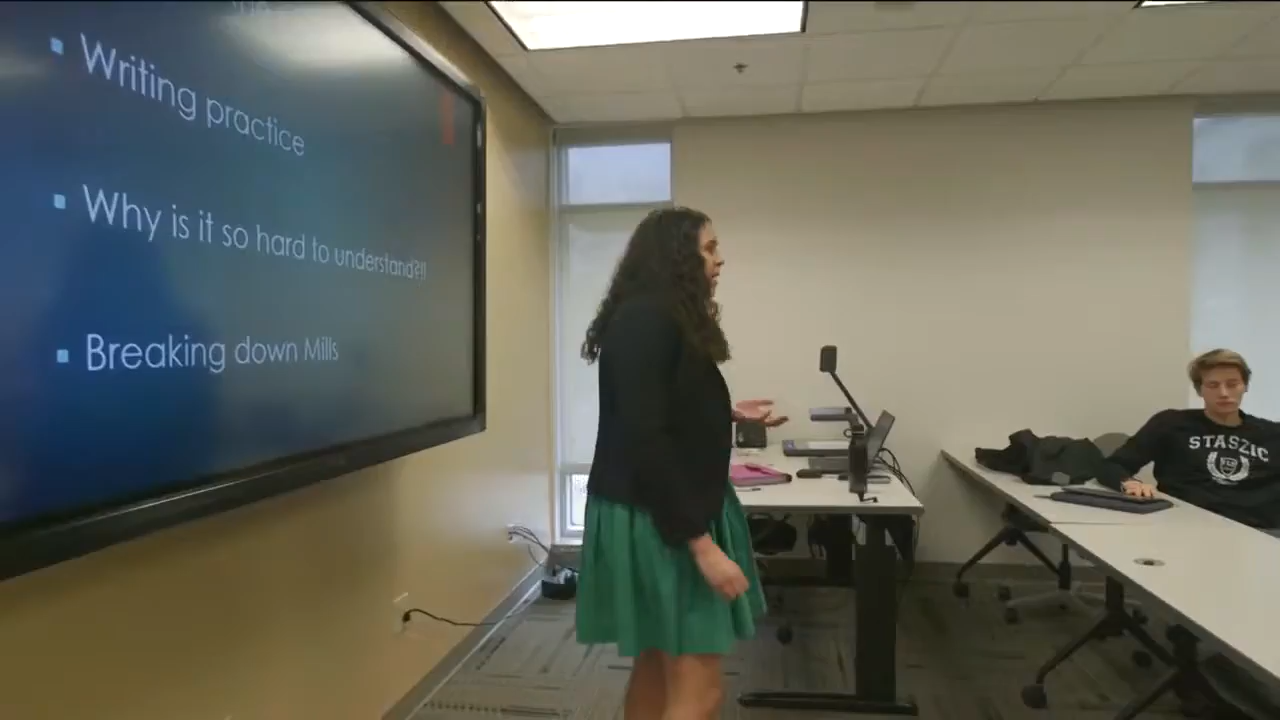 Writing practice
Why is it so hard to understand?!!
Breaking down Mills
STASZIC